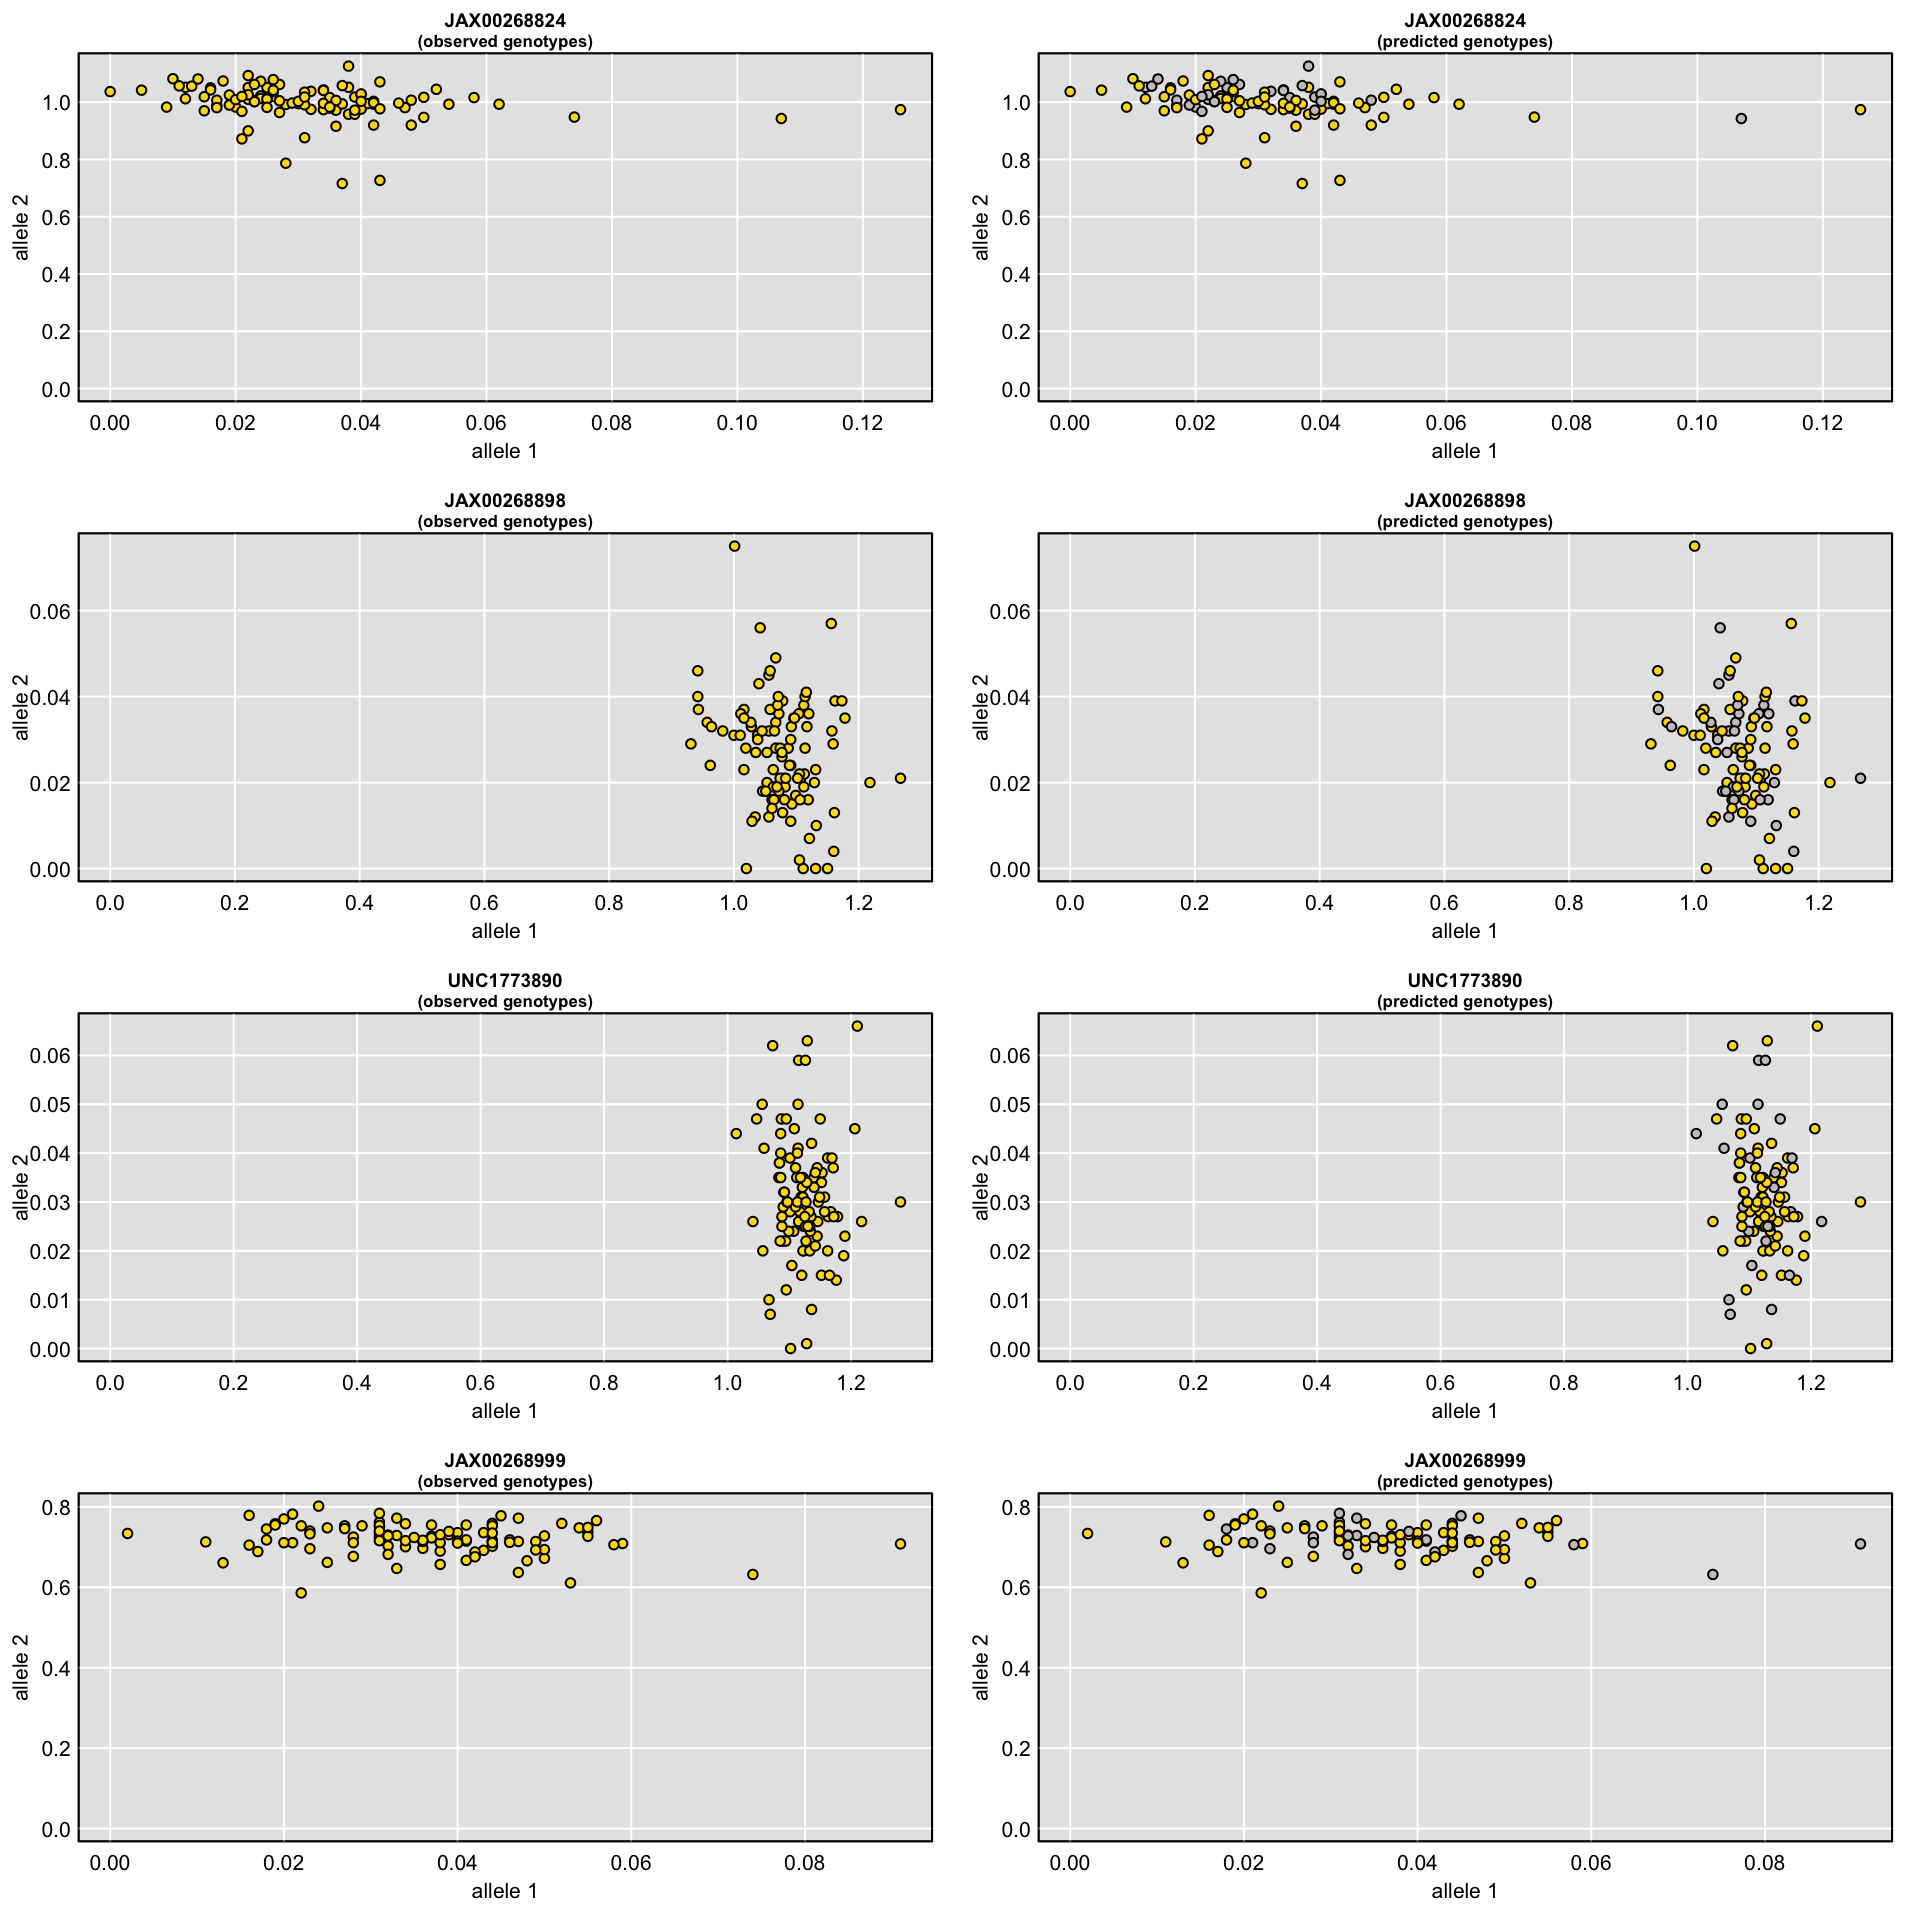 JAX00268824
(observed genotypes)
allele 2
1.0
0.8
0.6
0.4
0.2
0.0
0.00 0.02 0.04 0.06 0.08 0.10 0.12
allele 1
JAX00268824
(predicted genotypes)
allele 2
1.0
0.8
0.6
0.4
0.2
0.0
0.00 0.02 0.04 0.06 0.08 0.10 0.12
allele 1
JAX00268898
(observed genotypes)
allele 2
0.06
0.04
0.02
0.00
0.0 0.2 0.4 0.6 0.8 1.0 1.2
allele 1
JAX00268898
(predicted genotypes)
allele 2
0.06
0.04
0.02
0.00
0.0 0.2 0.4 0.6 0.8 1.0 1.2
allele 1
UNC1773890
(observed genotypes)
allele 2
0.06
0.05
0.04
0.03
0.02
0.01
0.00
0.0 0.2 0.4 0.6 0.8 1.0 1.2
allele 1
UNC1773890
(predicted genotypes)
allele 2
0.06
0.05
0.04
0.03
0.02
0.01
0.00
0.0 0.2 0.4 0.6 0.8 1.0 1.2
allele 1
JAX00268999
(observed genotypes)
allele 2
0.8
0.6
0.4
0.2
0.0
0.00 0.02 0.04 0.06 0.08
allele 1
JAX00268999
(predicted genotypes)
allele 2
0.8
0.6
0.4
0.2
0.0
0.00 0.02 0.04 0.06 0.08
allele 1